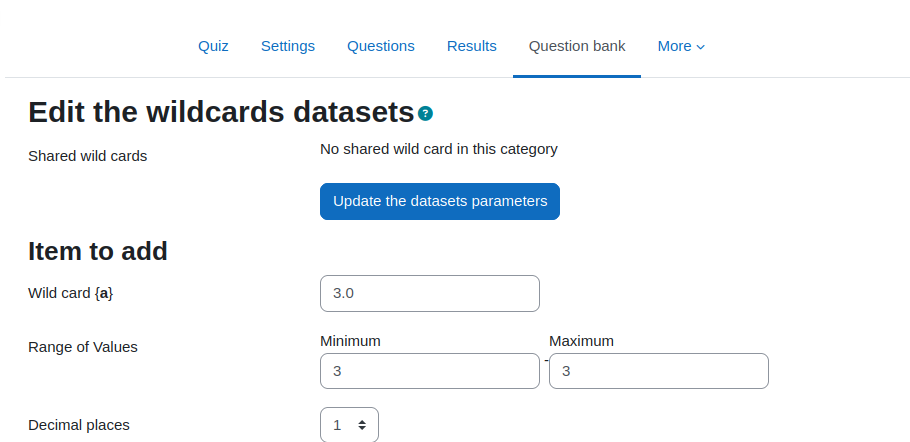 Quiz Settings Questions Results Question bank More
Edit the wildcards datasets ?
Shared wild cards No shared wild card in this category
Update the datasets parameters
Item to add
Wild card {a} 3.0
Minimum Maximum
Range of Values
3 - 3
Decimal places 1